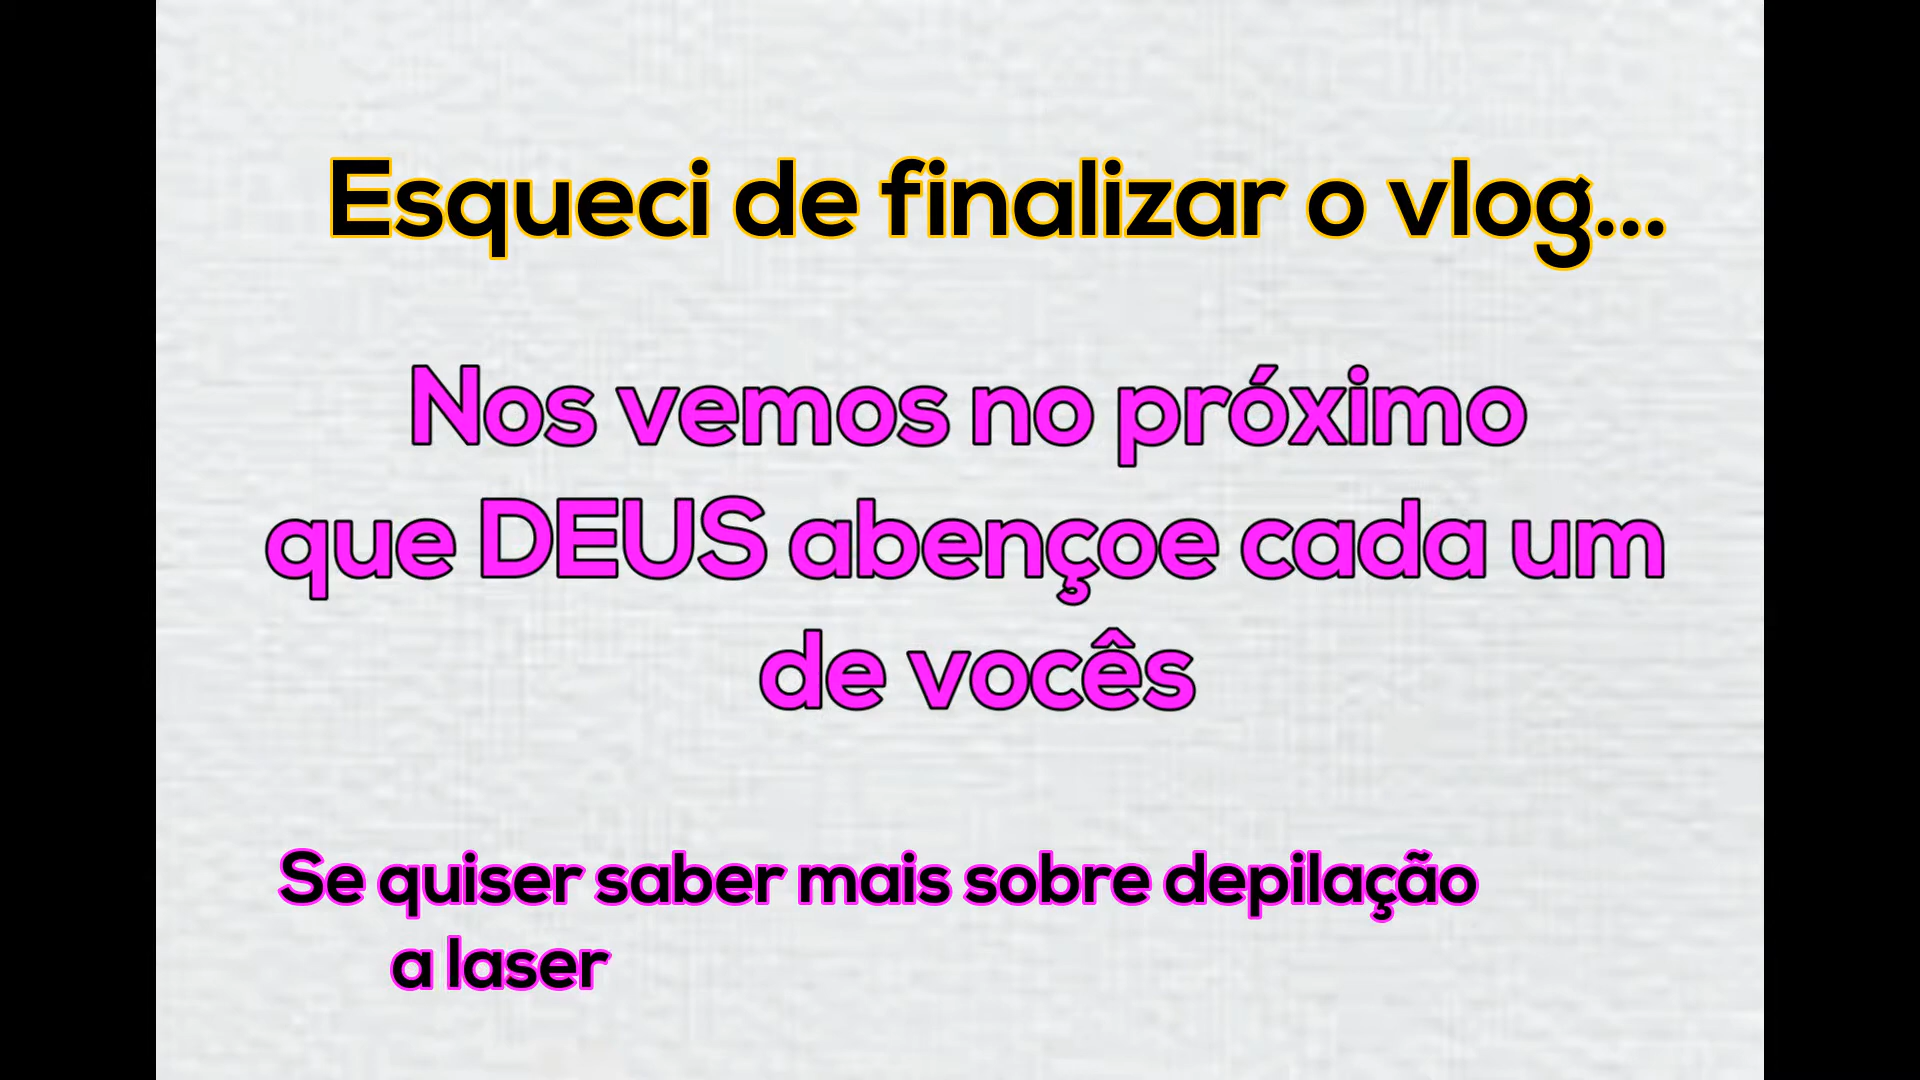 Esqueci de finalizar o vlog...
Nos vemos no próximo
que DEUS abençoe cada um
de vocês
Se quiser saber mais sobre depilação
a laser